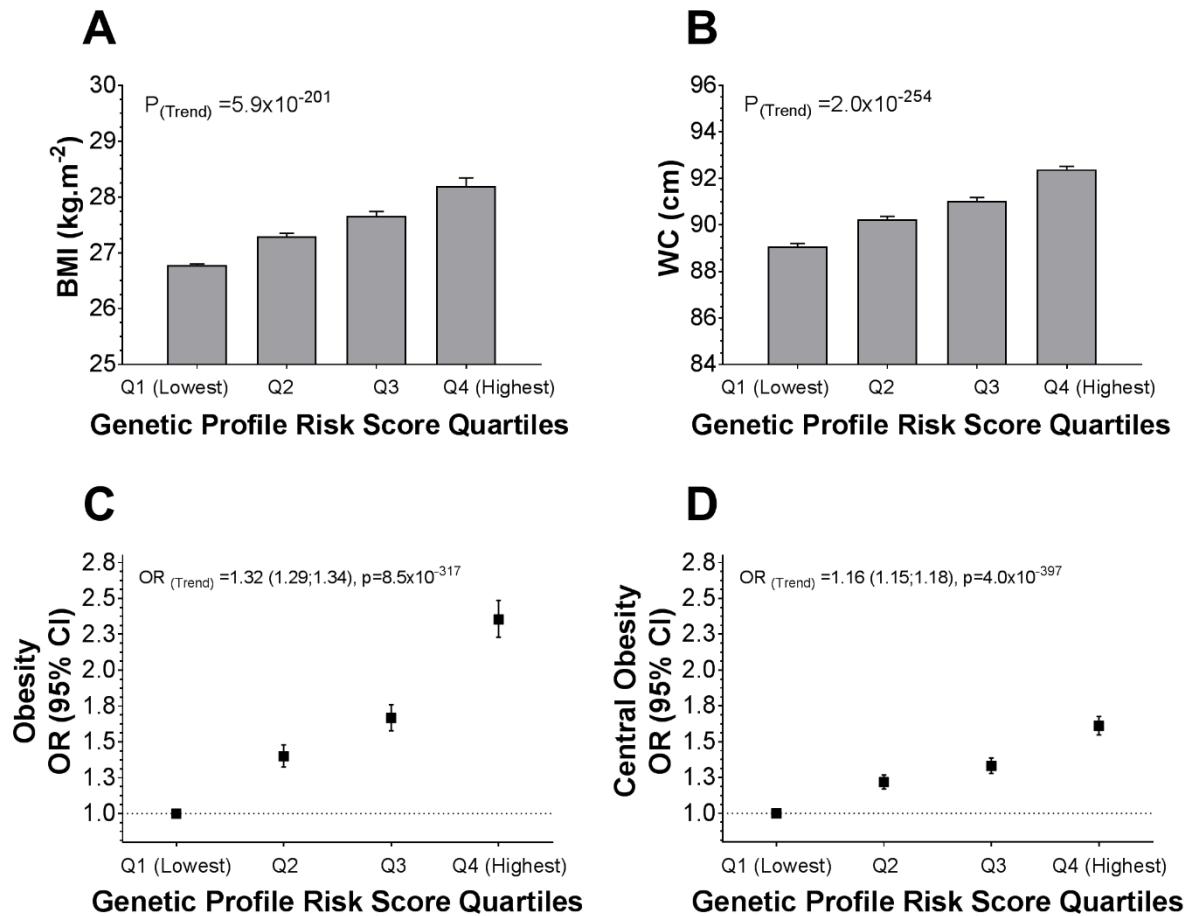 A
P(Trend) =5.9x10-201
BMI (kg.m-2)
30
29
28
27
26
25
Q1 (Lowest) Q2 Q3 Q4 (Highest)
Genetic Profile Risk Score Quartiles
B
P(Trend) =2.0x10-254
WC (cm)
96
94
92
90
88
86
84
Q1 (Lowest) Q2 Q3 Q4 (Highest)
Genetic Profile Risk Score Quartiles
C
OR (Trend) =1.32 (1.29;1.34), p=8.5x10-317
Obesity
OR (95% CI)
2.8
2.5
2.3
2.0
1.8
1.5
1.3
1.0
Q1 (Lowest) Q2 Q3 Q4 (Highest)
Genetic Profile Risk Score Quartiles
D
OR (Trend) =1.16 (1.15;1.18), p=4.0x10-397
Central Obesity
OR (95% CI)
2.8
2.5
2.3
2.0
1.8
1.5
1.3
1.0
Q1 (Lowest) Q2 Q3 Q4 (Highest)
Genetic Profile Risk Score Quartiles